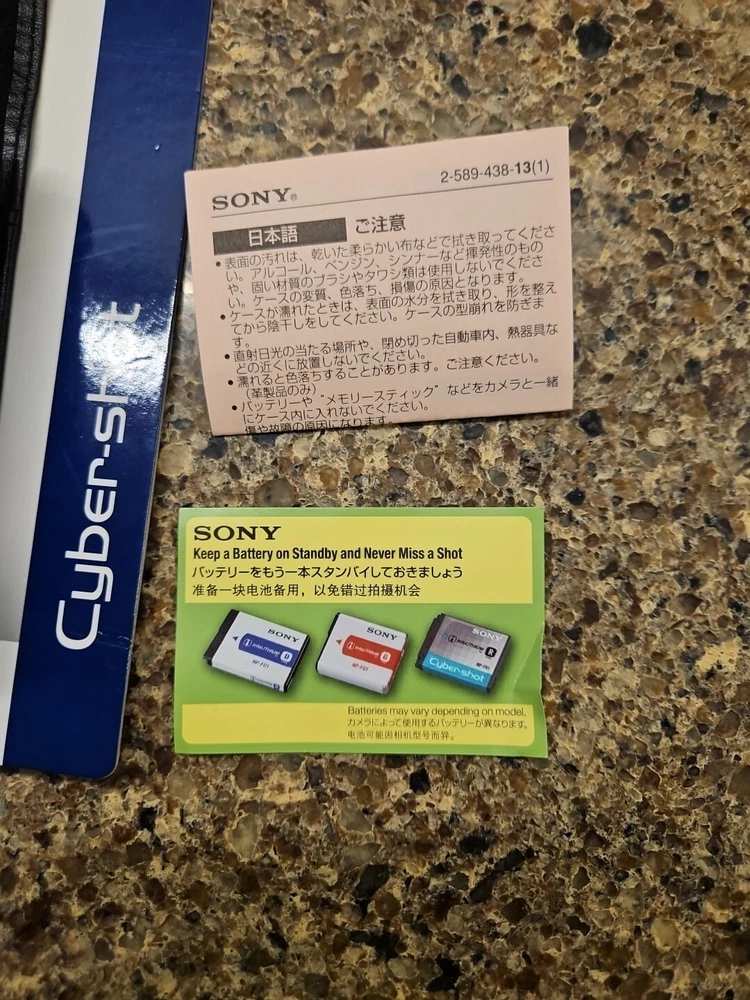 Cyber-shot
SONY®
2-589-438-13(1)
日本語
ご注意
• 表面の汚れは、乾いた柔らかい布などで拭き取ってくださ
い。アルコール、ベンジン、シンナーなど揮発性のもの
や、固い材質のブラシやタワシ類は使用しないでくださ
い。ケースの変質、色落ち、損傷の原因となります。
• ケースが濡れたときは、表面の水分を拭き取り、形を整え
てから陰干しをしてください。ケースの型崩れを防ぎま
す。
• 直射日光の当たる場所や、閉め切った自動車内、熱器具な
どの近くに放置しないでください。
• 濡れると色落ちすることがあります。ご注意ください。
（革製品のみ）
• バッテリーや “メモリースティック” などをカメラと一緒
にケース内に入れないでください。
傷や故障の原因になります。
SONY
Keep a Battery on Standby and Never Miss a Shot
バッテリーをもう一本スタンバイしておきましょう
准备一块电池备用，以免错过拍摄机会
SONY
InfoLITHIUM D
SONY
InfoLITHIUM G
SONY
InfoLITHIUM R
Cyber-shot
Batteries may vary depending on model.
カメラによって使用するバッテリーが異なります。
电池可能因相机型号而异。